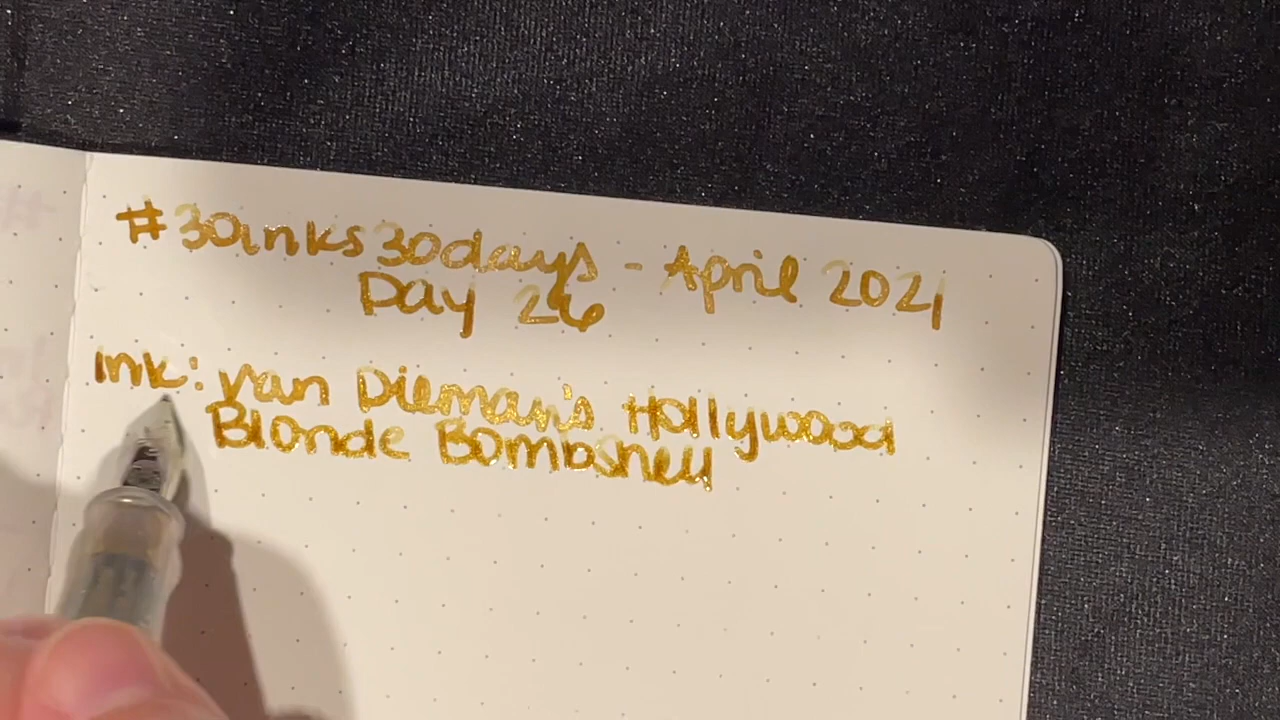 #30inks30days - April 2021
Day 26
Ink: Van Dieman's Hollywood
Blonde Bombshell